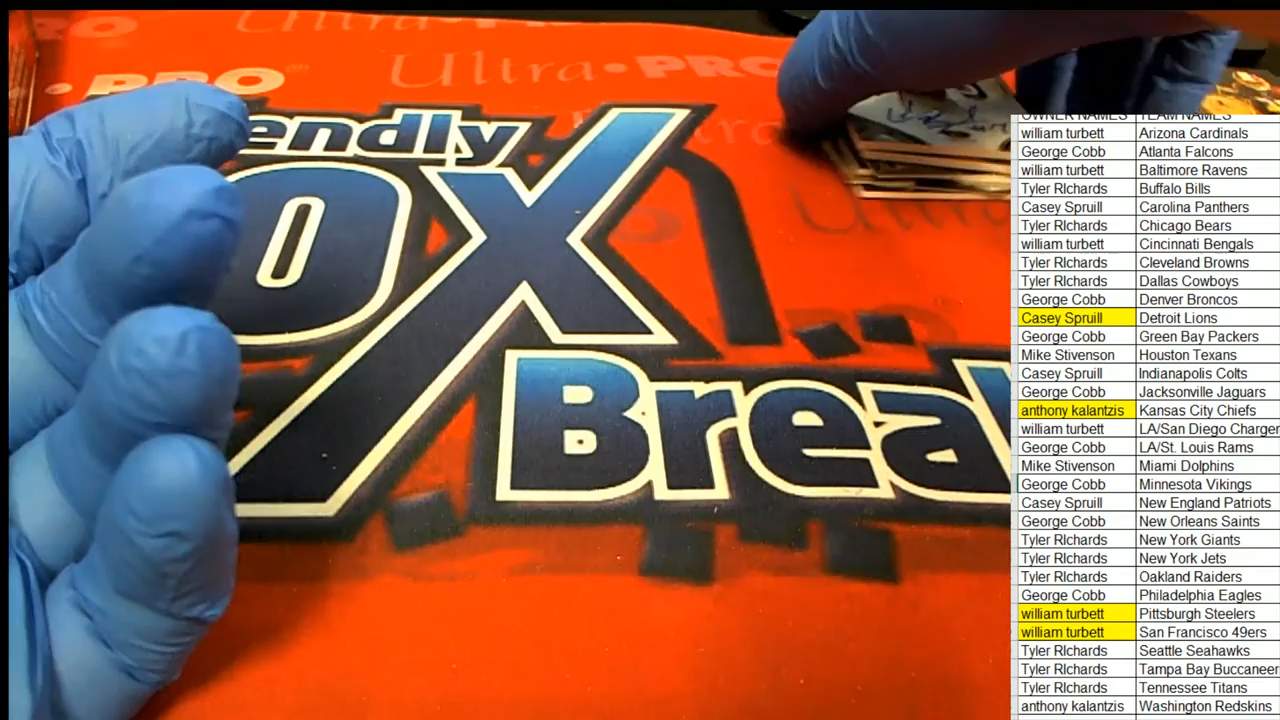 PRO
•PRO®
Ultra•PRO
endly
OX
Brea
OWNER NAMES TEAM NAMES
william turbett Arizona Cardinals
George Cobb Atlanta Falcons
william turbett Baltimore Ravens
Tyler RIchards Buffalo Bills
Casey Spruill Carolina Panthers
Tyler RIchards Chicago Bears
william turbett Cincinnati Bengals
Tyler RIchards Cleveland Browns
Tyler RIchards Dallas Cowboys
George Cobb Denver Broncos
Casey Spruill Detroit Lions
George Cobb Green Bay Packers
Mike Stivenson Houston Texans
Casey Spruill Indianapolis Colts
George Cobb Jacksonville Jaguars
anthony kalantzis Kansas City Chiefs
william turbett LA/San Diego Charger
George Cobb LA/St. Louis Rams
Mike Stivenson Miami Dolphins
George Cobb Minnesota Vikings
Casey Spruill New England Patriots
George Cobb New Orleans Saints
Tyler RIchards New York Giants
Tyler RIchards New York Jets
Tyler RIchards Oakland Raiders
George Cobb Philadelphia Eagles
william turbett Pittsburgh Steelers
william turbett San Francisco 49ers
Tyler RIchards Seattle Seahawks
Tyler RIchards Tampa Bay Buccaneer
Tyler RIchards Tennessee Titans
anthony kalantzis Washington Redskins